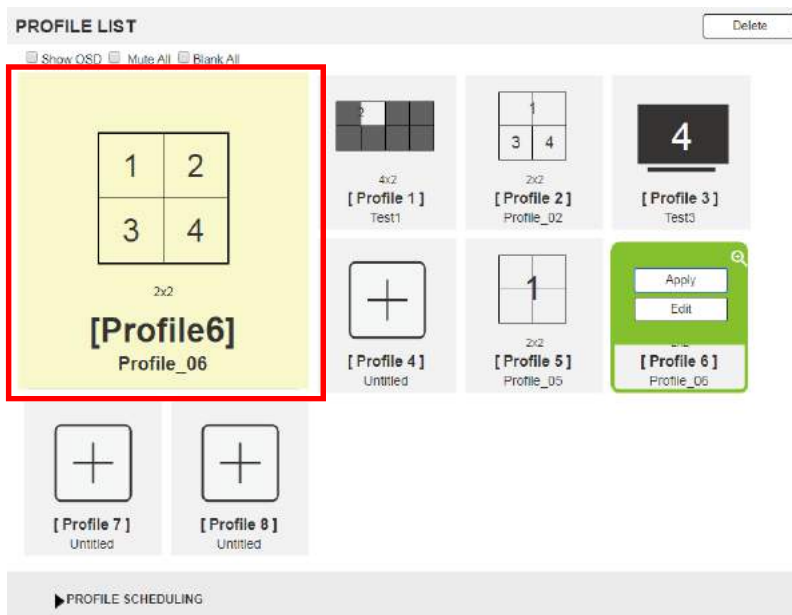 PROFILE LIST
Delete
Show OSD Mute All Blank All
1 2
3 4
2x2
[Profile6]
Profile_06
2
4x2
[ Profile 1 ]
Test1
1
3 4
2x2
[ Profile 2 ]
Profile_02
4
[ Profile 3 ]
Test3
[ Profile 4 ]
Untitled
1
2x2
[ Profile 5 ]
Profile_05
Apply
Edit
[ Profile 6 ]
Profile_06
[ Profile 7 ]
Untitled
[ Profile 8 ]
Untitled
PROFILE SCHEDULING